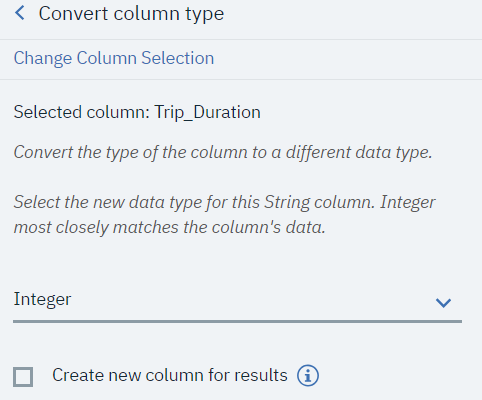 Convert column type
Change Column Selection
Selected column: Trip_Duration
Convert the type of the column to a different data type.
Select the new data type for this String column. Integer
most closely matches the column's data.
Integer
Create new column for results